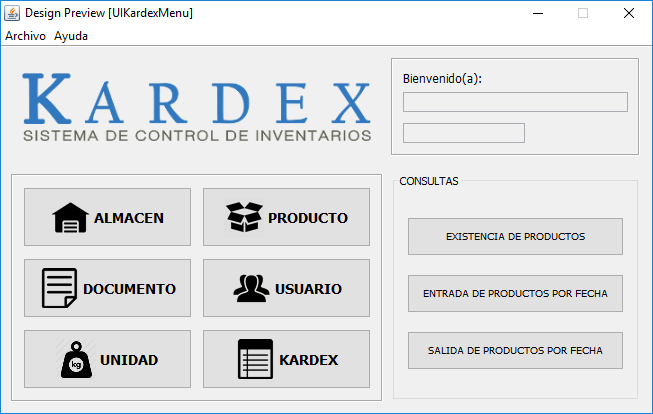 Design Preview [UIKardexMenu]
Archivo Ayuda
KARDEX
SISTEMA DE CONTROL DE INVENTARIOS
Bienvenido(a):
ALMACEN
PRODUCTO
DOCUMENTO
USUARIO
kg
UNIDAD
KARDEX
CONSULTAS
EXISTENCIA DE PRODUCTOS
ENTRADA DE PRODUCTOS POR FECHA
SALIDA DE PRODUCTOS POR FECHA